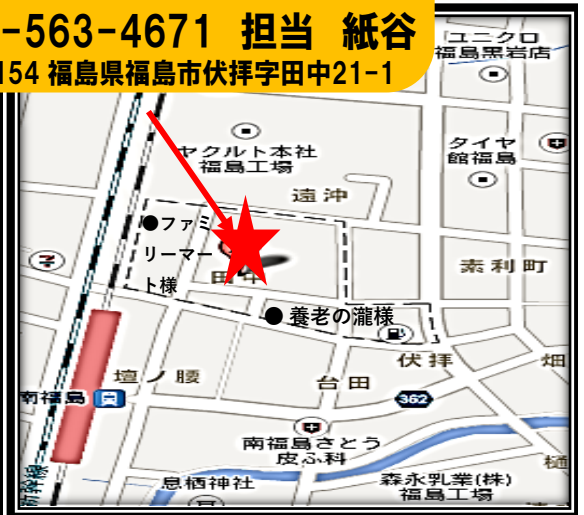 -563-4671 担当 紙谷
154 福島県福島市伏拝字田中21-1
ユニクロ
福島黒岩店
ヤクルト本社
福島工場
タイヤ
館福島
遠沖
●ファミ
リーマー
ト様
田中
素利町
● 養老の瀧様
伏拝
畑
壇ノ腰
台田
南福島
362
南福島さとう
皮ふ科
息栖神社
森永乳業(株)
福島工場
樋
新幹線